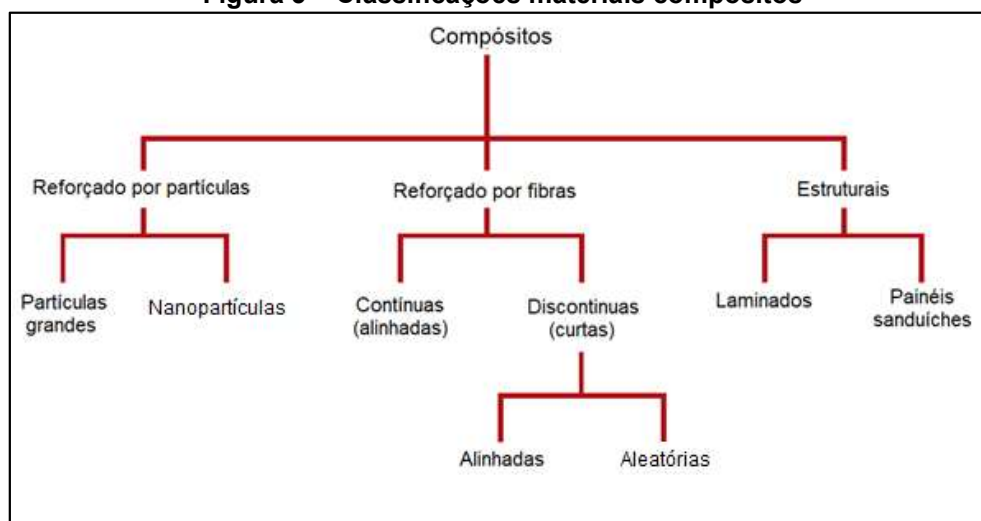 Compósitos
Reforçado por partículas
Reforçado por fibras
Estruturais
Partículas
grandes
Nanopartículas
Contínuas
(alinhadas)
Discontinuas
(curtas)
Laminados
Painéis
sanduíches
Alinhadas
Aleatórias